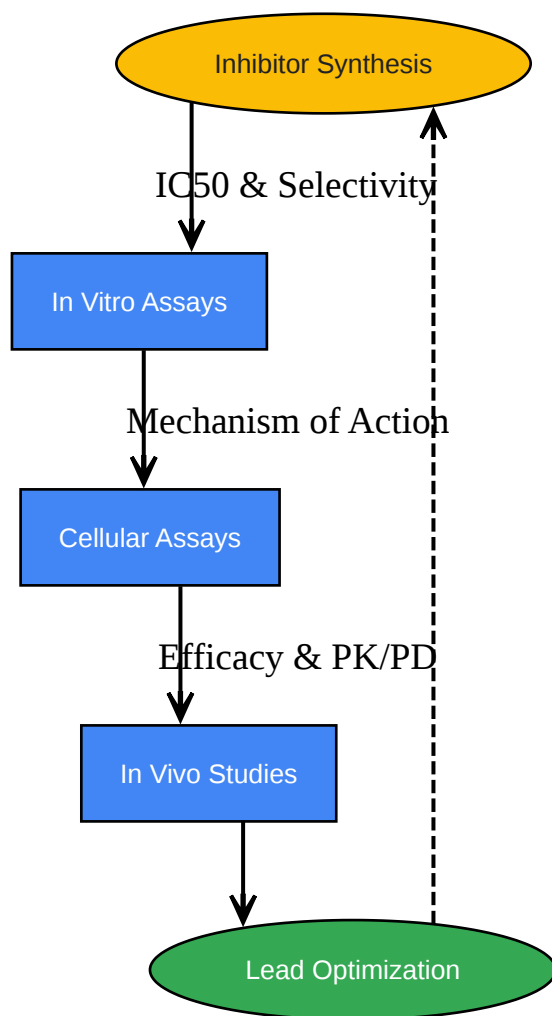 Inhibitor Synthesis
IC50 & Selectivity
In Vitro Assays
Mechanism of Action
Cellular Assays
Efficacy & PK/PD
In Vivo Studies
Lead Optimization